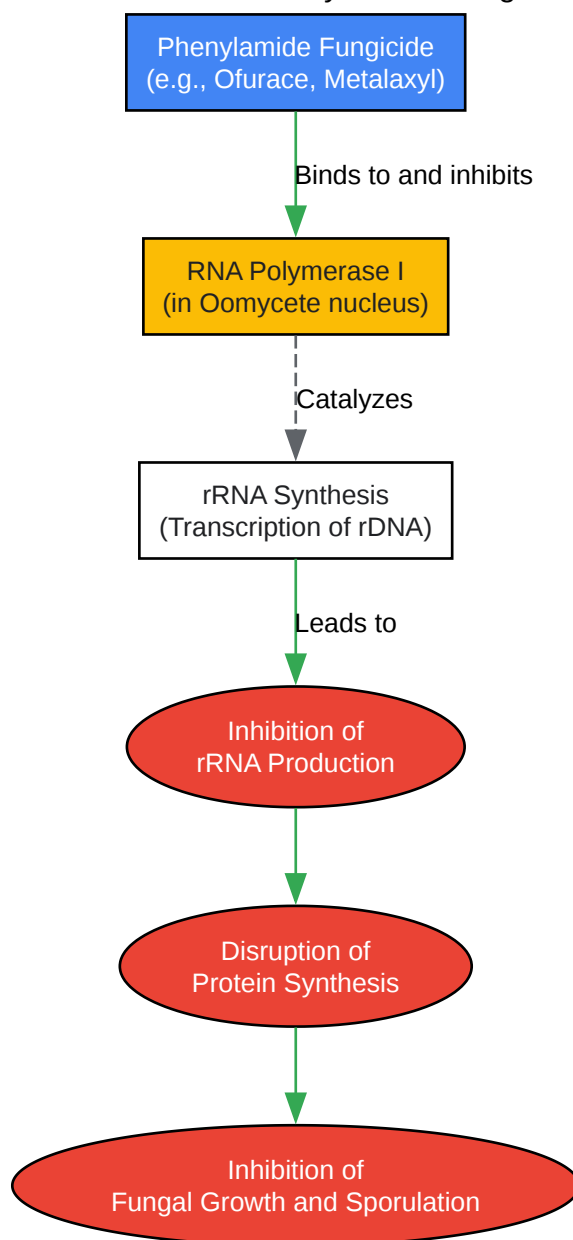 Phenylamide Fungicide
(e.g., Ofurace, Metalaxyl)
Binds to and inhibits
RNA Polymerase I
(in Oomycete nucleus)
Catalyzes
rRNA Synthesis
(Transcription of rDNA)
Leads to
Inhibition of
rRNA Production
Disruption of
Protein Synthesis
Inhibition of
Fungal Growth and Sporulation